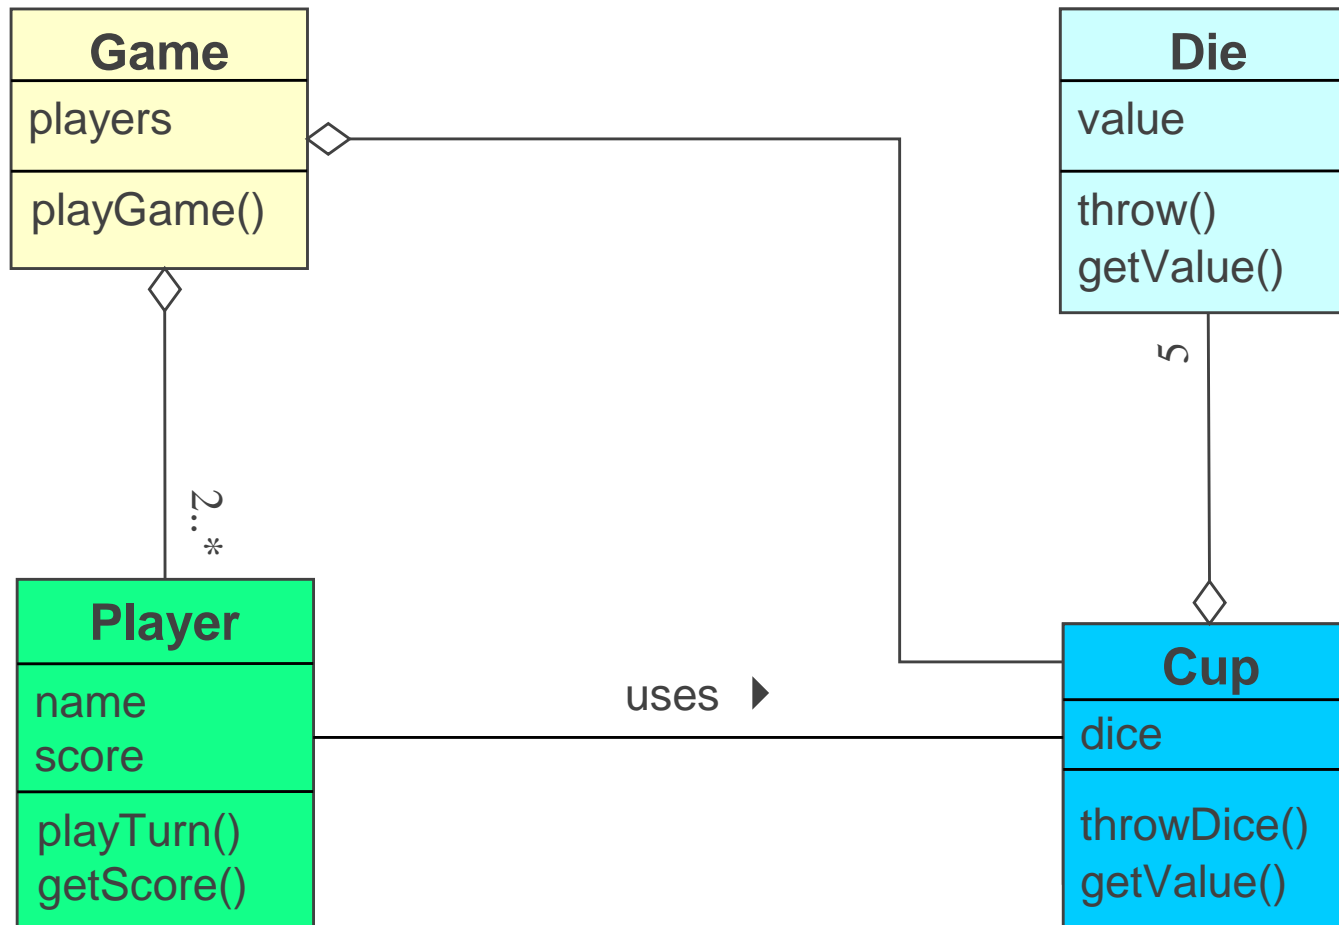 Game
players
playGame()
Die
value
throw()
getValue()
5
2..*
Player
name
score
playTurn()
getScore()
uses
Cup
dice
throwDice()
getValue()